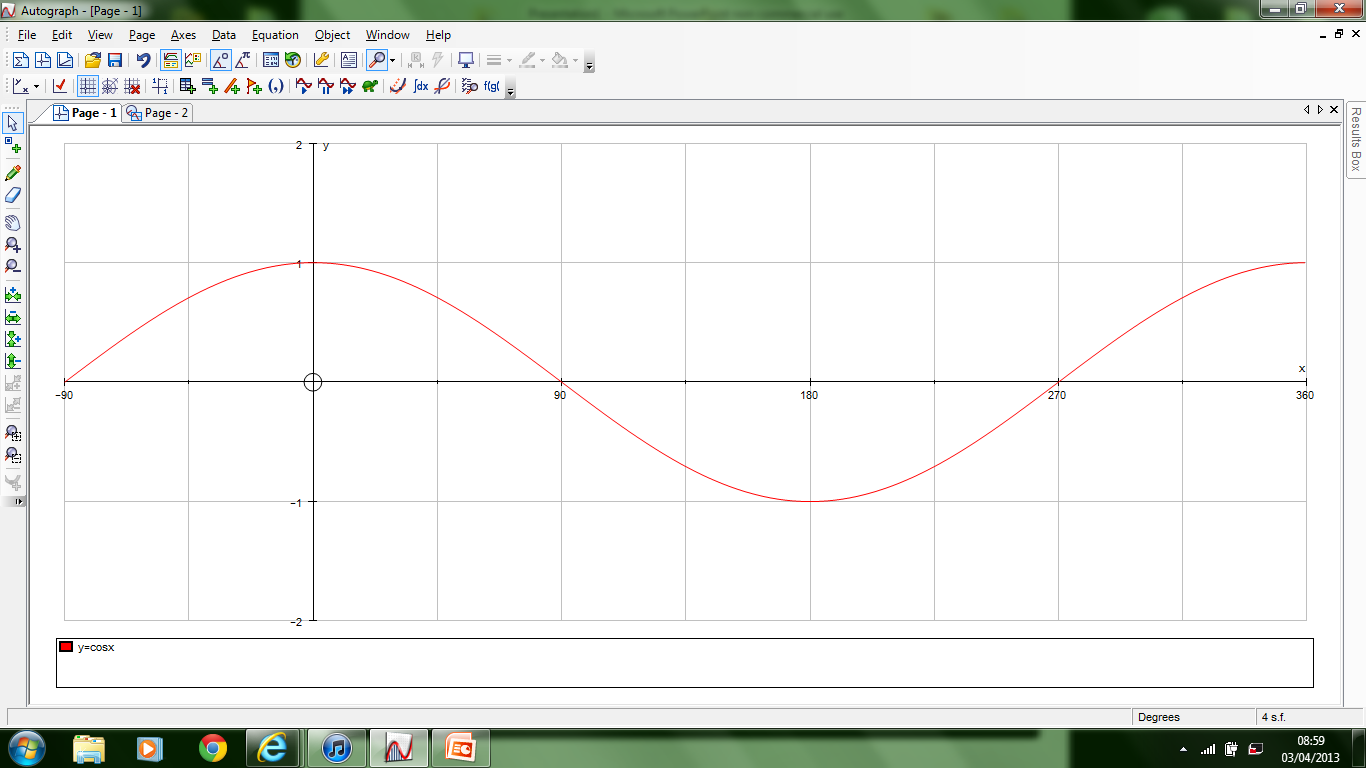 Autograph - [Page - 1]
File Edit View Page Axes Data Equation Object Window Help
Page - 1 Page - 2
Results Box
2 y
1
x
−90 90 180 270 360
−1
−2
y=cosx
Degrees 4 s.f.
08:59
03/04/2013